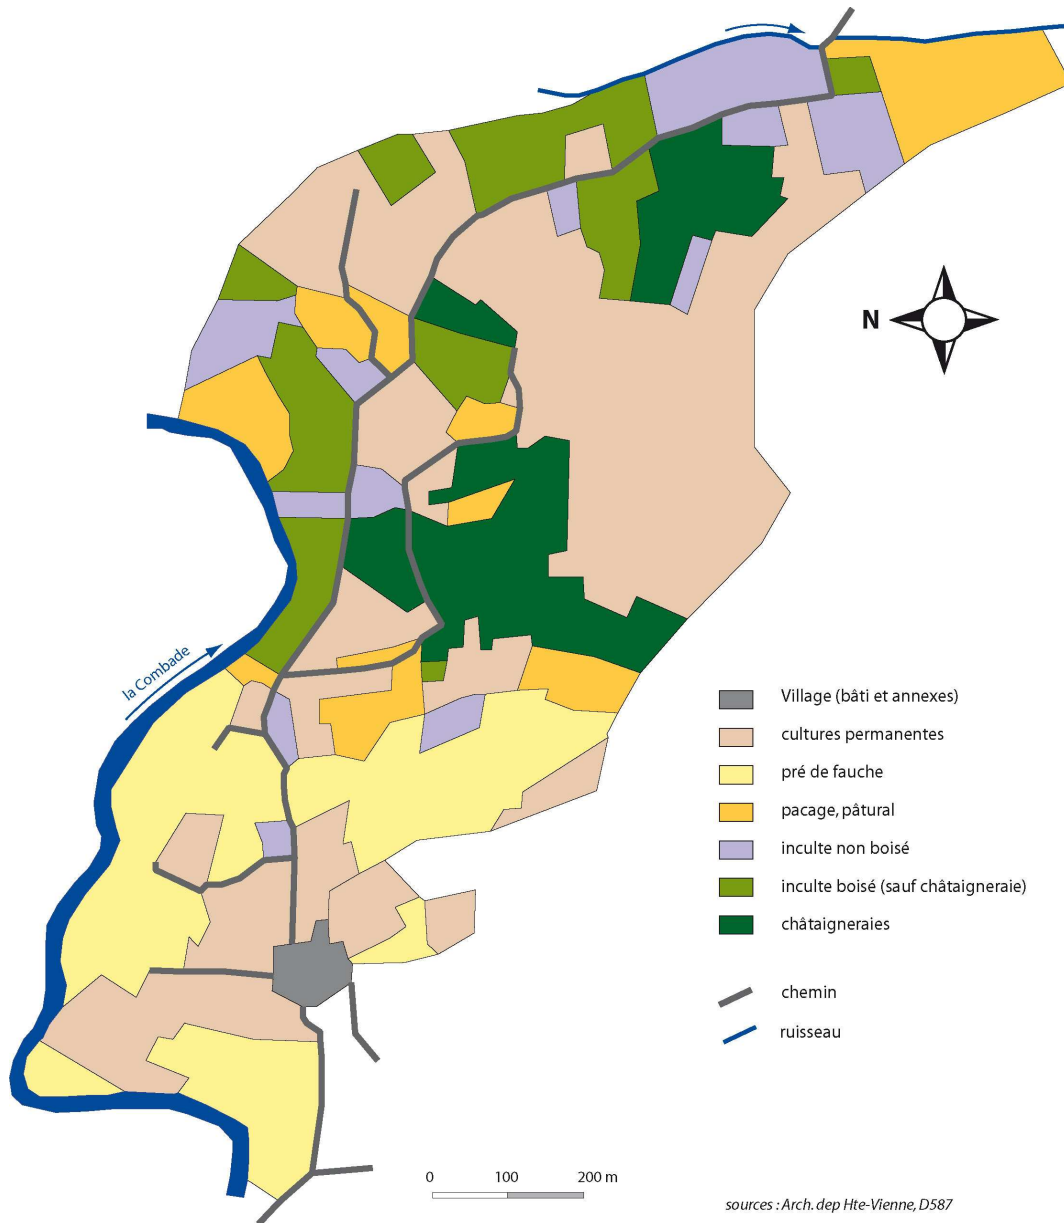 N
la Combade
Village (bâti et annexes)
cultures permanentes
pré de fauche
pacage, pâtural
inculte non boisé
inculte boisé (sauf châtaigneraie)
châtaigneraies
chemin
ruisseau
0 100 200 m
sources : Arch. dep Hte-Vienne, D587